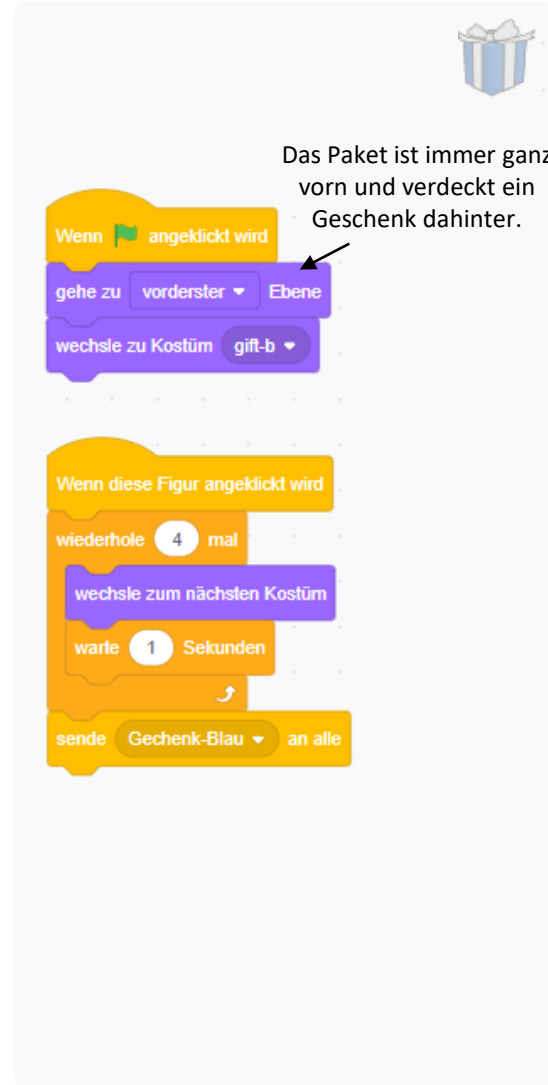 Das Paket ist immer ganz
vorn und verdeckt ein
Geschenk dahinter.
Wenn angeklickt wird
gehe zu vorderster Ebene
wechsle zu Kostüm gift-b
Wenn diese Figur angeklickt wird
wiederhole 4 mal
wechsle zum nächsten Kostüm
warte 1 Sekunden
sende Gechenk-Blau an alle